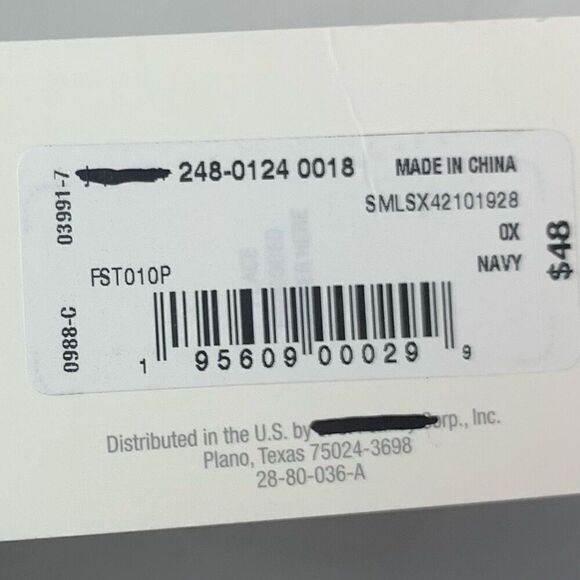 248-0124 0018 MADE IN CHINA
SMLSX42101928
0X
NAVY
$48
03991-7
0988-C
FST010P
1 95609 00029 9
Distributed in the U.S. by orp., Inc.
Plano, Texas 75024-3698
28-80-036-A